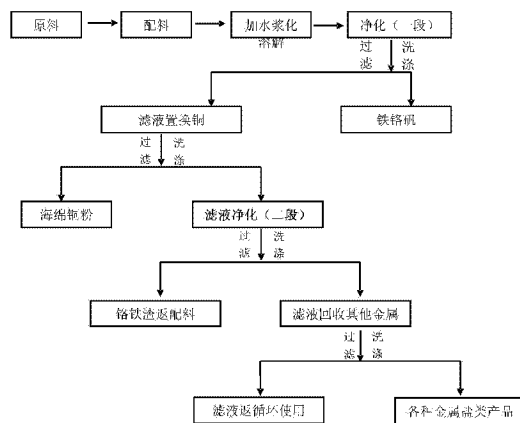 原料
配料
加水浆化
溶解
净化（一段）
过 洗
滤 涤
滤液置换铜
铁铬矾
过 洗
滤 涤
海绵铜粉
滤液净化（二段）
过 洗
滤 涤
铬铁渣返配料
滤液回收其他金属
过 洗
滤 涤
滤液返循环使用
各种金属盐类产品